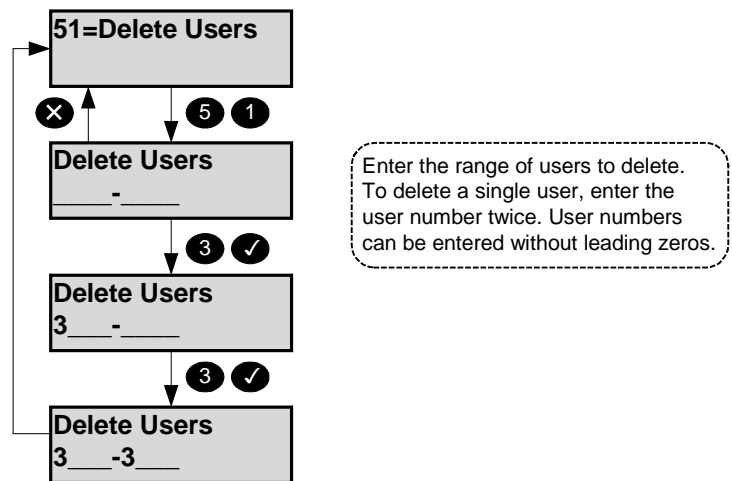 51=Delete Users
✕
5 1
Delete Users
____-____
Enter the range of users to delete.
To delete a single user, enter the
user number twice. User numbers
can be entered without leading zeros.
3 ✓
Delete Users
3___-____
3 ✓
Delete Users
3___-3___